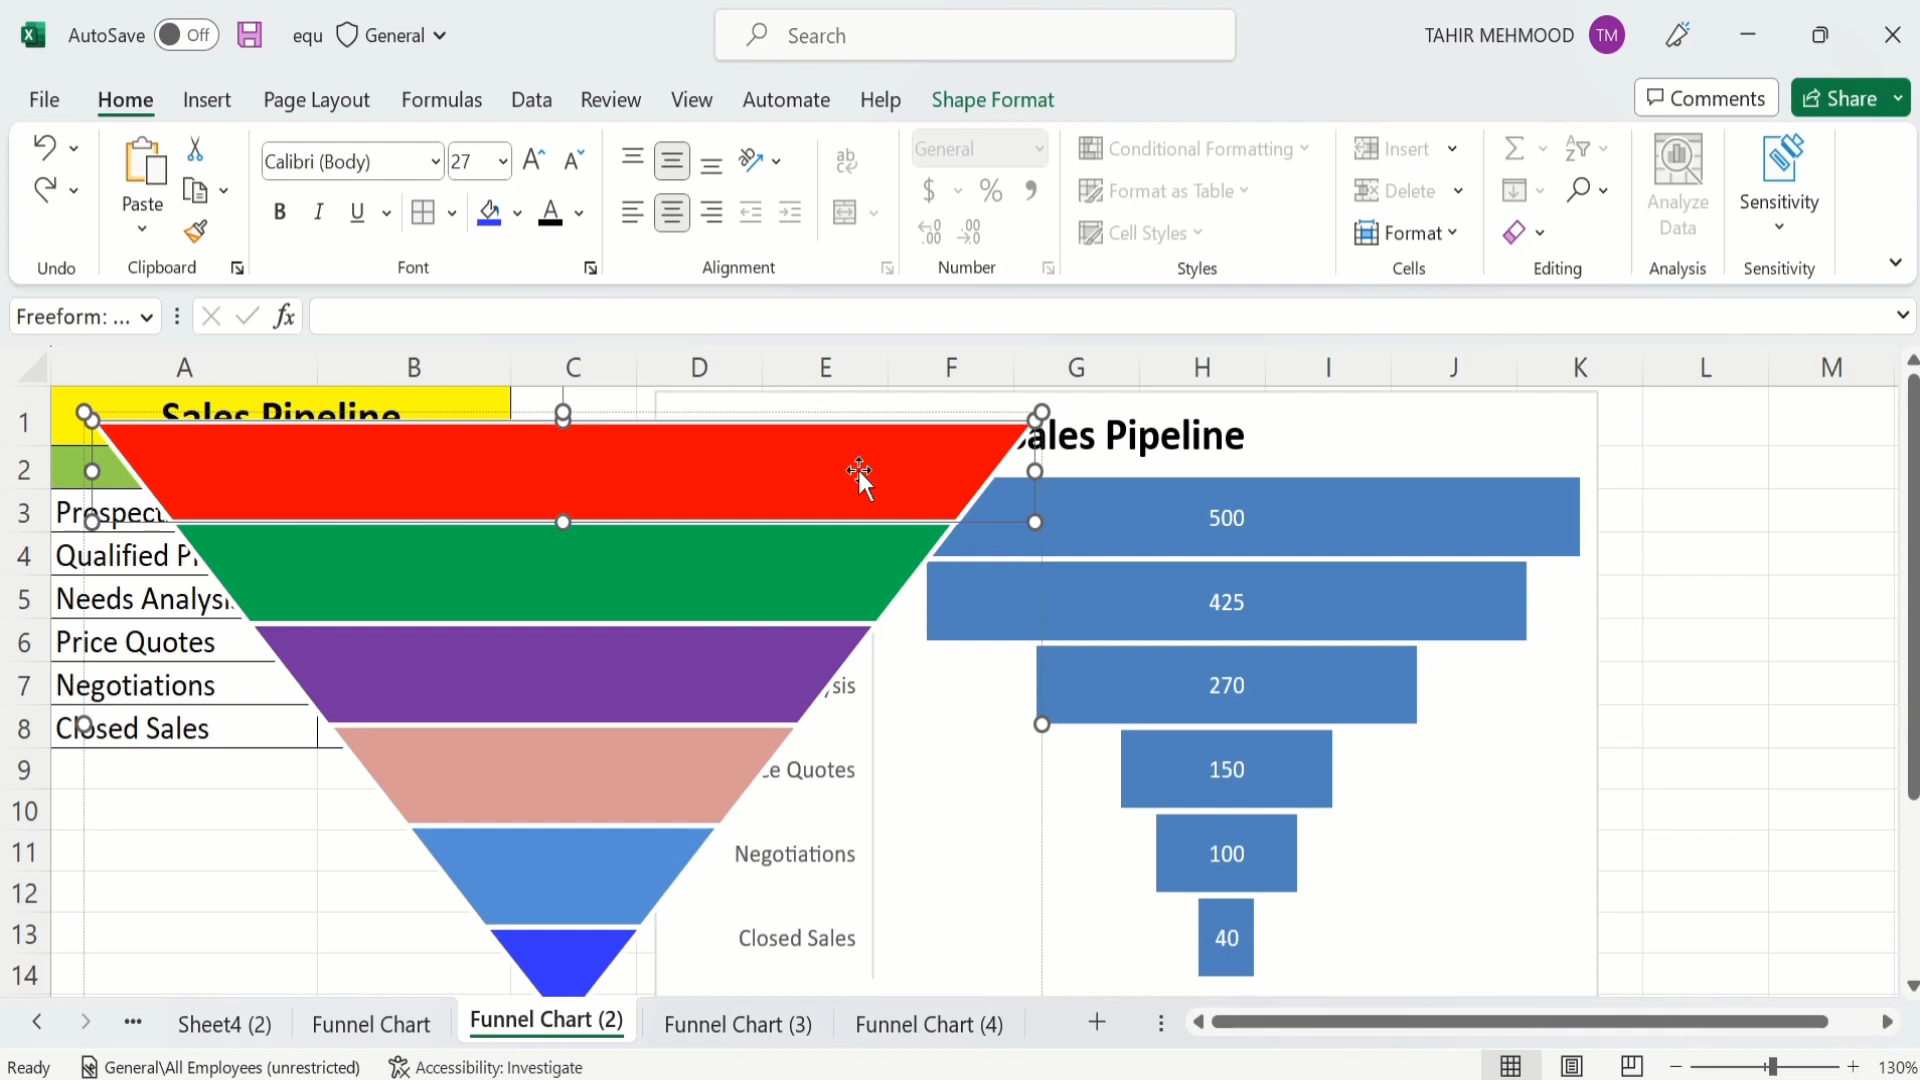 AutoSave Off equ General Search TAHIR MEHMOOD TM
File Home Insert Page Layout Formulas Data Review View Automate Help Shape Format Comments Share
Paste Calibri (Body) 27 General Conditional Formatting Insert
Format as Table Delete Analyze Data Sensitivity
B I U Cell Styles Format
Undo Clipboard Font Alignment Number Styles Cells Editing Analysis Sensitivity
Freeform: ... fx
A B C D E F G H I J K L M
1 Sales Pipeline ales Pipeline
2
3 Prospect 500
4 Qualified P
5 Needs Analysi 425
6 Price Quotes
7 Negotiations ysis 270
8 Closed Sales
9 ce Quotes 150
10
11 Negotiations 100
12
13 Closed Sales 40
14
Sheet4 (2) Funnel Chart Funnel Chart (2) Funnel Chart (3) Funnel Chart (4)
Ready General\All Employees (unrestricted) Accessibility: Investigate 130%